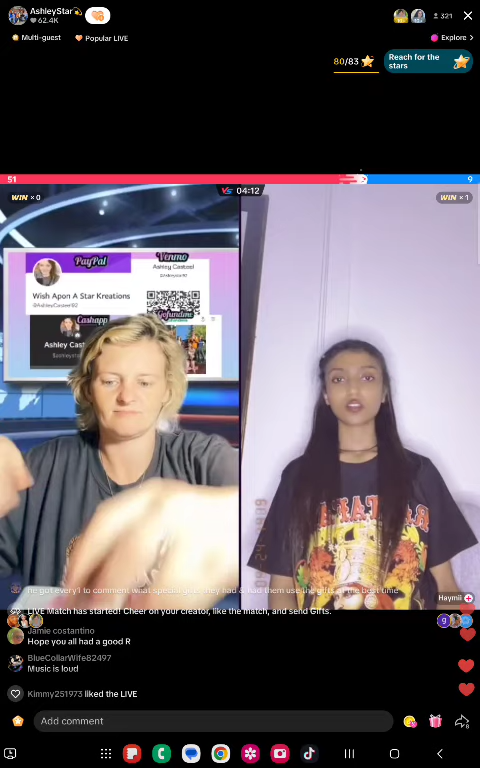 AshleyStar💫
62.4K
321
Multi-guest
Popular LIVE
Explore >
80/83
Reach for the stars
51
9
WIN × 0
VS 04:12
WIN × 1
PayPal
Venmo
Ashley Casteel
Wish Apon A Star Kreations
@AshleyCasteel92
Cashapp
Gofundme
Ashley Cast
Haymii
LIVE Match has started! Cheer on your creator, like the match, and send Gifts.
Jamie costantino
Hope you all had a good R
BlueCollarWife82497
Music is loud
Kimmy251973 liked the LIVE
Add comment